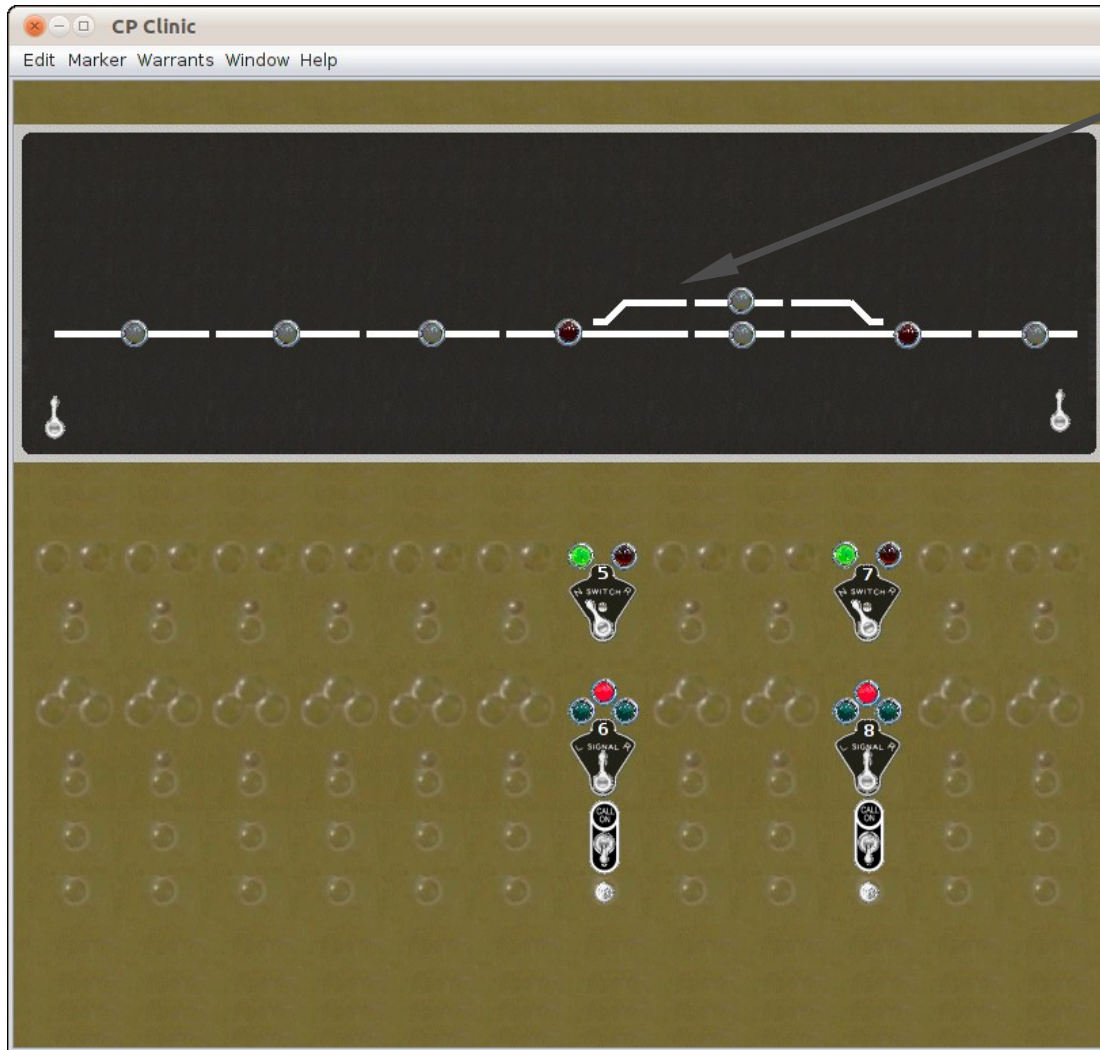 CP Clinic
Edit Marker Warrants Window Help
5
N SWITCH R
7
N SWITCH R
6
L SIGNAL R
CALL
ON
8
L SIGNAL R
CALL
ON